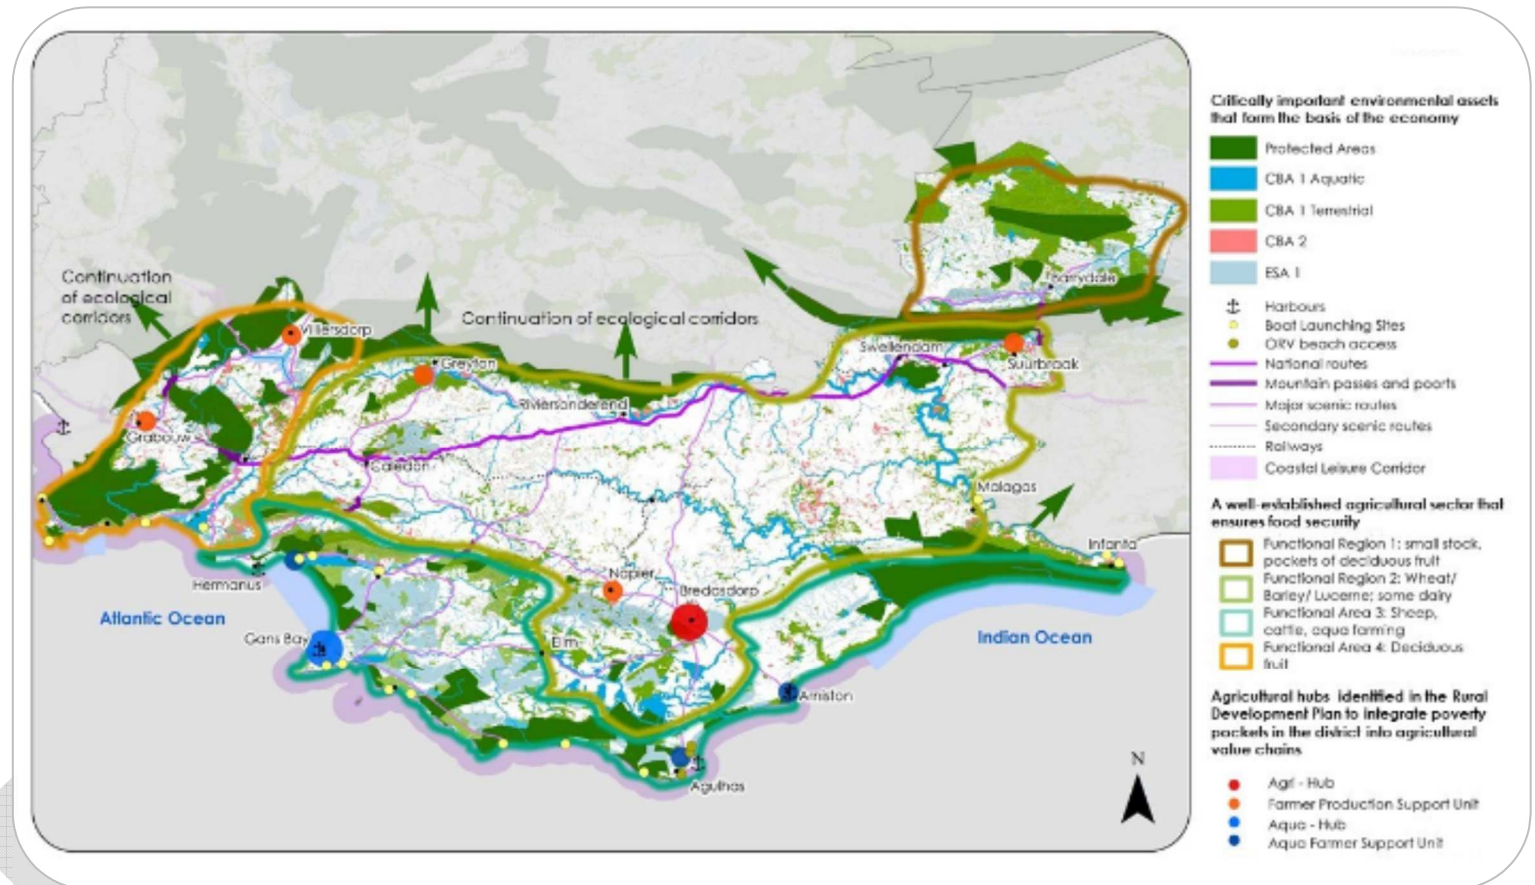 Continuation
of ecological
corridors
Continuation of ecological corridors
Barrydale
Villiersdorp
Greyton
Swellendam
Suurbraak
Riviersonderend
Grabouw
Caledon
Malagas
Infanta
Hermanus
Napier
Bredasdorp
Atlantic Ocean
Gans Bay
Elim
Indian Ocean
Arniston
Agulhas
N
Critically important environmental assets
that form the basis of the economy
Protected Areas
CBA 1 Aquatic
CBA 1 Terrestrial
CBA 2
ESA 1
Harbours
Boat Launching Sites
ORV beach access
National routes
Mountain passes and poorts
Major scenic routes
Secondary scenic routes
Railways
Coastal Leisure Corridor
A well-established agricultural sector that
ensures food security
Functional Region 1: small stock,
pockets of deciduous fruit
Functional Region 2: Wheat/
Barley/ Lucerne; some dairy
Functional Area 3: Sheep,
cattle, aqua farming
Functional Area 4: Deciduous
fruit
Agricultural hubs identified in the Rural
Development Plan to integrate poverty
pockets in the district into agricultural
value chains
Agri - Hub
Farmer Production Support Unit
Aqua - Hub
Aqua Farmer Support Unit